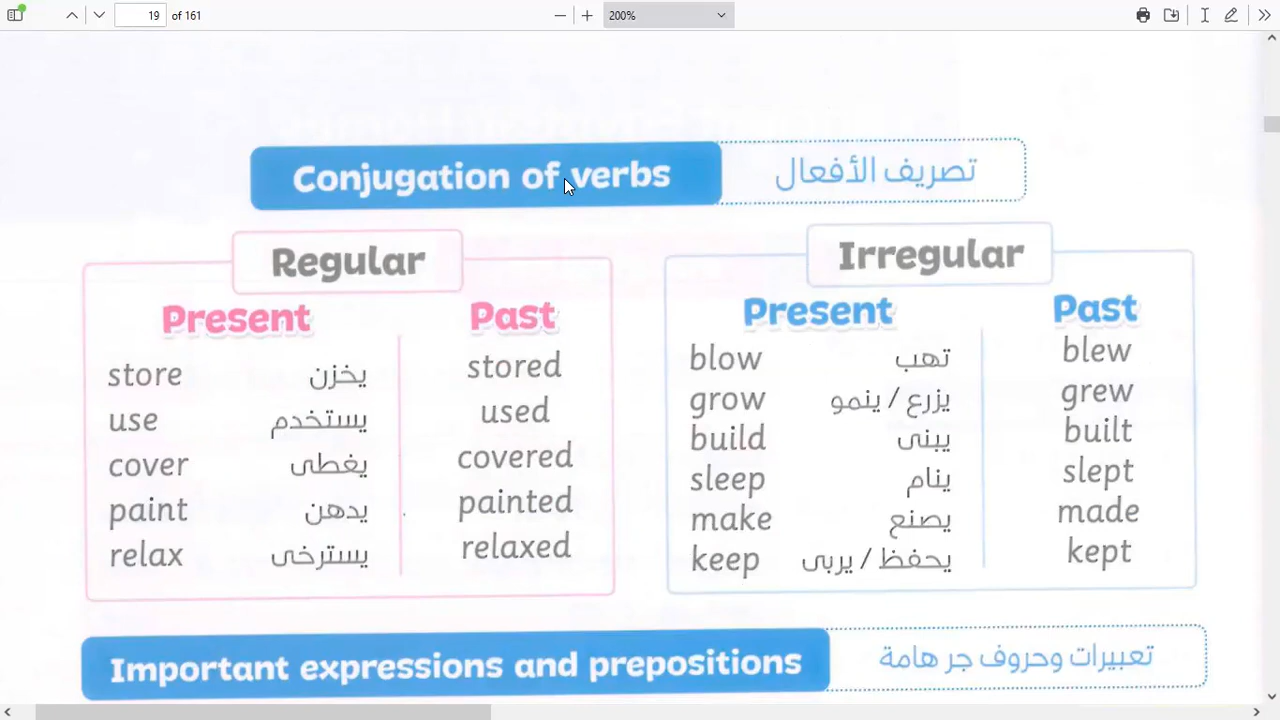 19 of 161
200%
Conjugation of verbs تصريف الأفعال
Regular
Present Past
store يخزن stored
use يستخدم used
cover يغطى covered
paint يدهن painted
relax يسترخى relaxed
Irregular
Present Past
blow تهب blew
grow يزرع / ينمو grew
build يبنى built
sleep ينام slept
make يصنع made
keep يحفظ / يربى kept
Important expressions and prepositions تعبيرات وحروف جر هامة